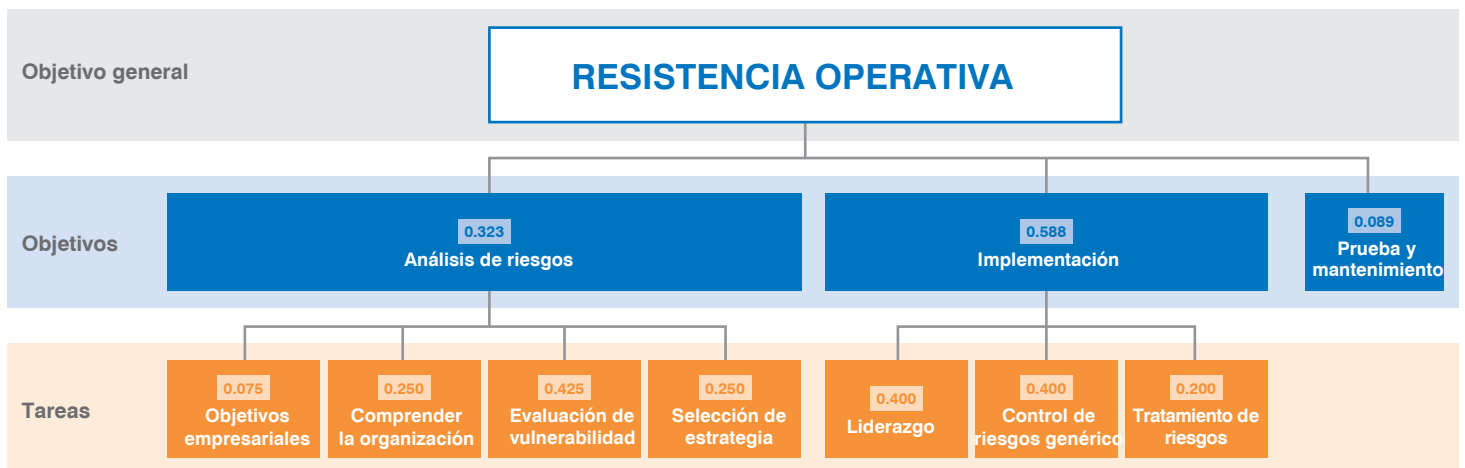 Objetivo general
RESISTENCIA OPERATIVA
Objetivos
0.323
Análisis de riesgos
0.588
Implementación
0.089
Prueba y
mantenimiento
Tareas
0.075
Objetivos
empresariales
0.250
Comprender
la organización
0.425
Evaluación de
vulnerabilidad
0.250
Selección de
estrategia
0.400
Liderazgo
0.400
Control de
riesgos genérico
0.200
Tratamiento de
riesgos